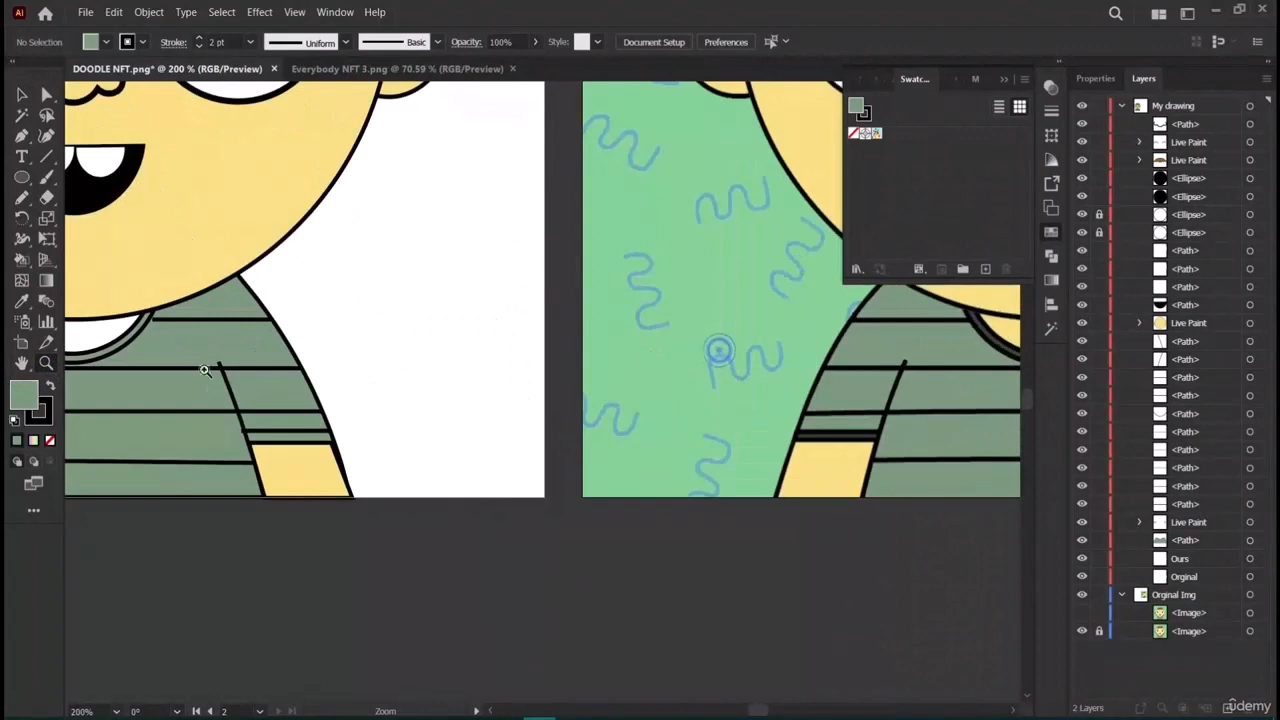 Ai File Edit Object Type Select Effect View Window Help
No Selection Stroke: 2 pt Uniform Basic Opacity: 100% Style: Document Setup Preferences
DOODLE NFT.png* @ 200 % (RGB/Preview) × Everybody NFT 3.png @ 70.59 % (RGB/Preview) ×
Swatc... M
Properties Layers
My drawing
<Path>
Live Paint
Live Paint
<Ellipse>
<Ellipse>
<Ellipse>
<Ellipse>
<Path>
<Path>
<Path>
<Path>
Live Paint
<Path>
<Path>
<Path>
<Path>
<Path>
<Path>
<Path>
<Path>
<Path>
<Path>
Live Paint
<Path>
Ours
Orginal
Orginal Img
<Image>
<Image>
200% 0° 2 Zoom
2 Layers
ûdemy